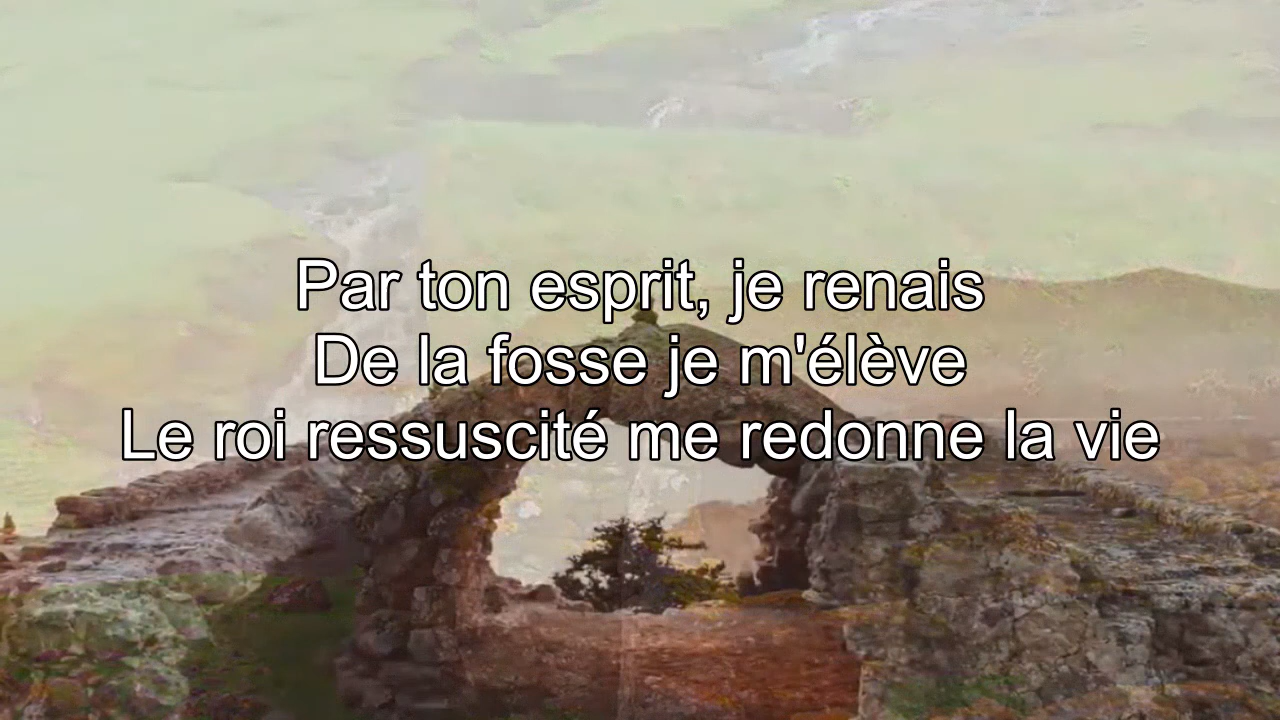 Par ton esprit, je renais
De la fosse je m'élève
Le roi ressuscité me redonne la vie